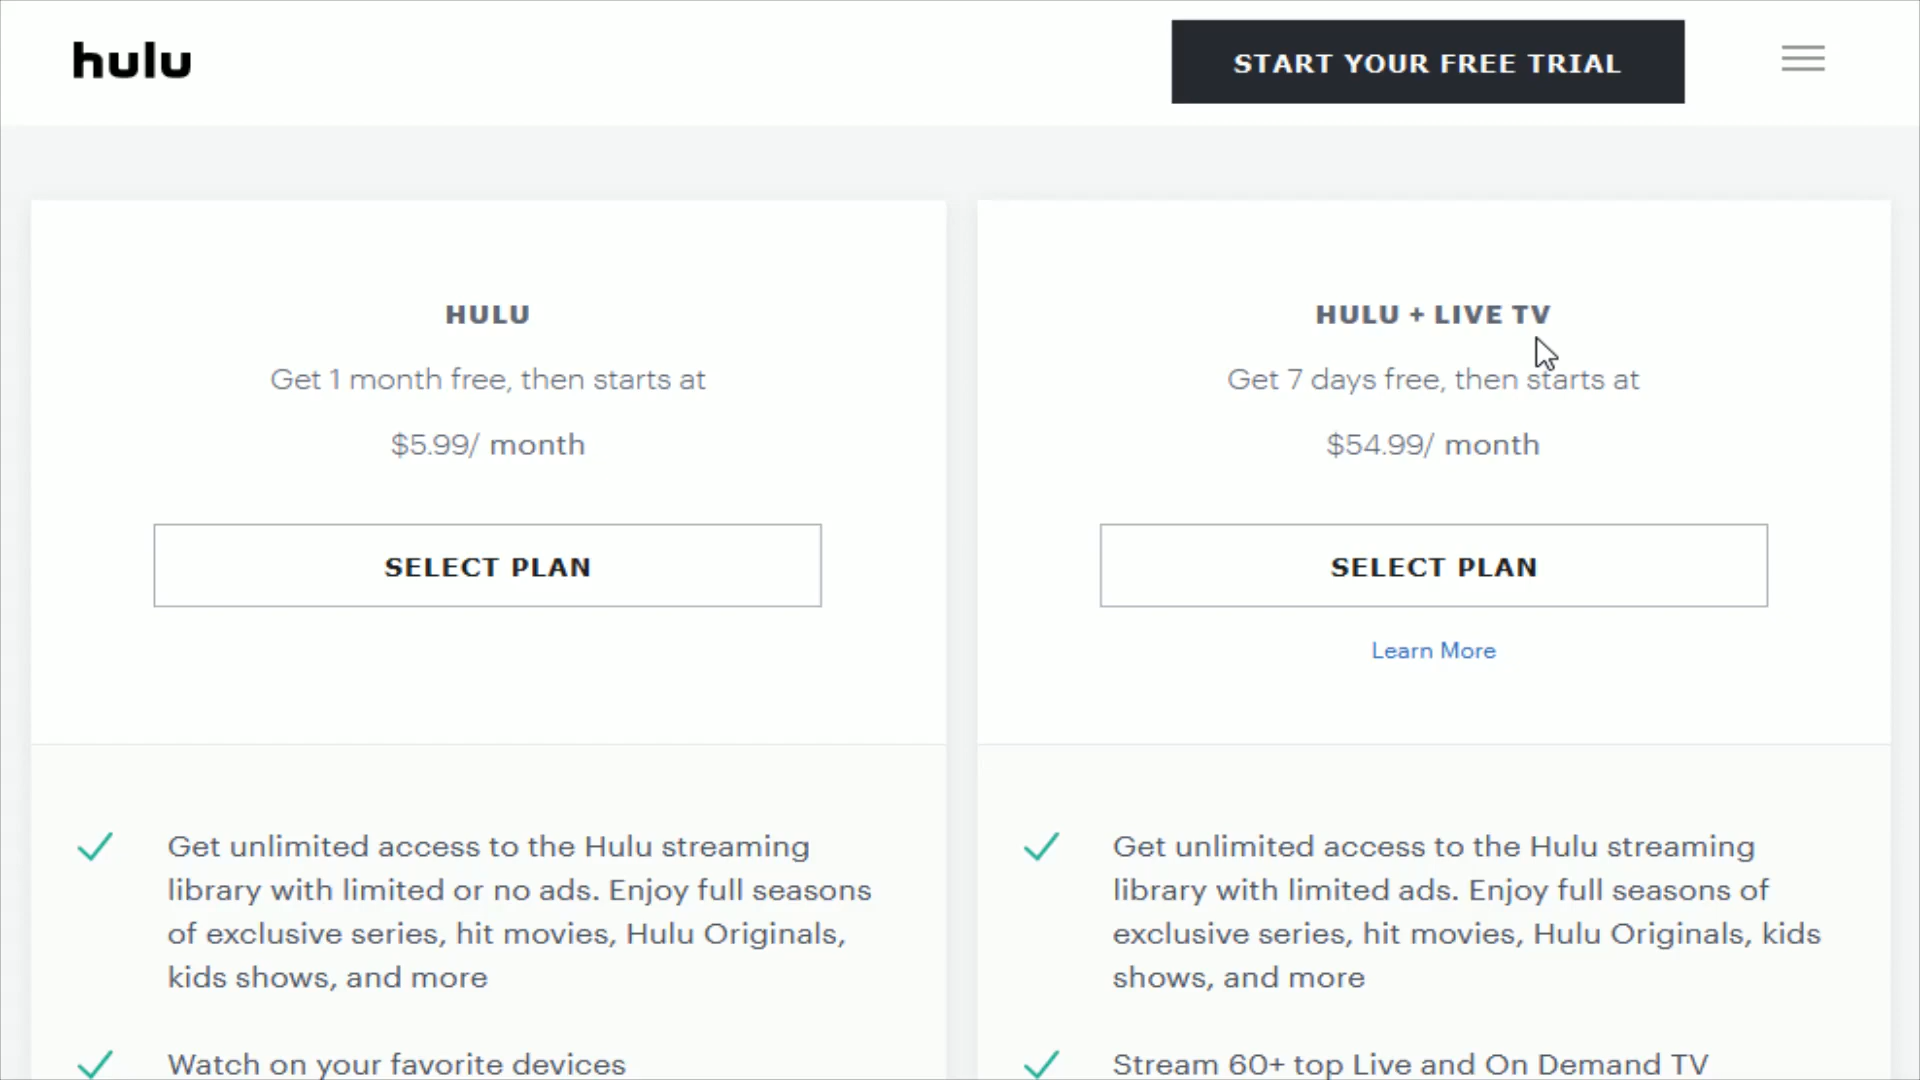 hulu
START YOUR FREE TRIAL
HULU
Get 1 month free, then starts at
$5.99/ month
SELECT PLAN
Get unlimited access to the Hulu streaming
library with limited or no ads. Enjoy full seasons
of exclusive series, hit movies, Hulu Originals,
kids shows, and more
Watch on your favorite devices
HULU + LIVE TV
Get 7 days free, then starts at
$54.99/ month
SELECT PLAN
Learn More
Get unlimited access to the Hulu streaming
library with limited ads. Enjoy full seasons of
exclusive series, hit movies, Hulu Originals, kids
shows, and more
Stream 60+ top Live and On Demand TV